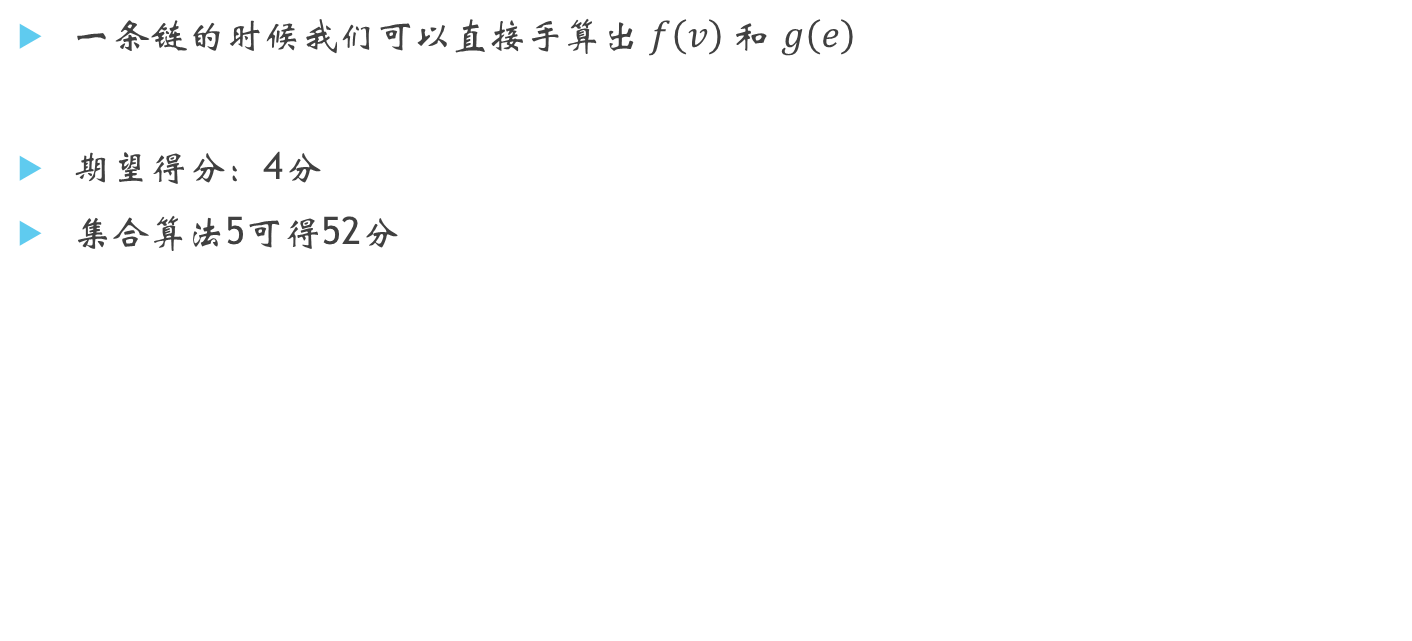 一条链的时候我们可以直接手算出 f(v) 和 g(e)
期望得分：4分
集合算法5可得52分